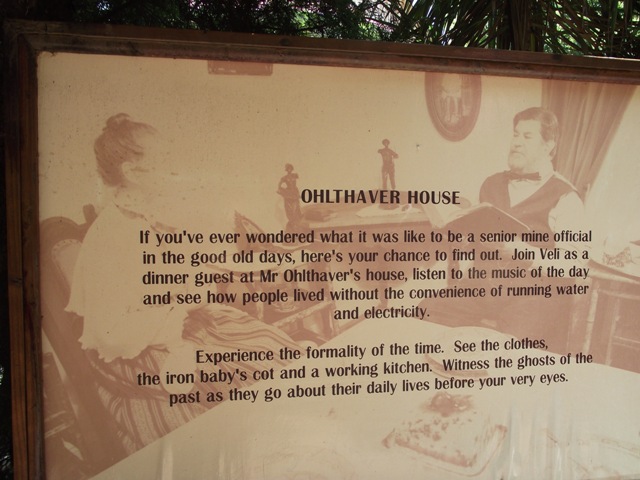 OHLTHAVER HOUSE
If you've ever wondered what it was like to be a senior mine official
in the good old days, here's your chance to find out. Join Veli as a
dinner guest at Mr Ohlthaver's house, listen to the music of the day
and see how people lived without the convenience of running water
and electricity.
Experience the formality of the time. See the clothes,
the iron baby's cot and a working kitchen. Witness the ghosts of the
past as they go about their daily lives before your very eyes.